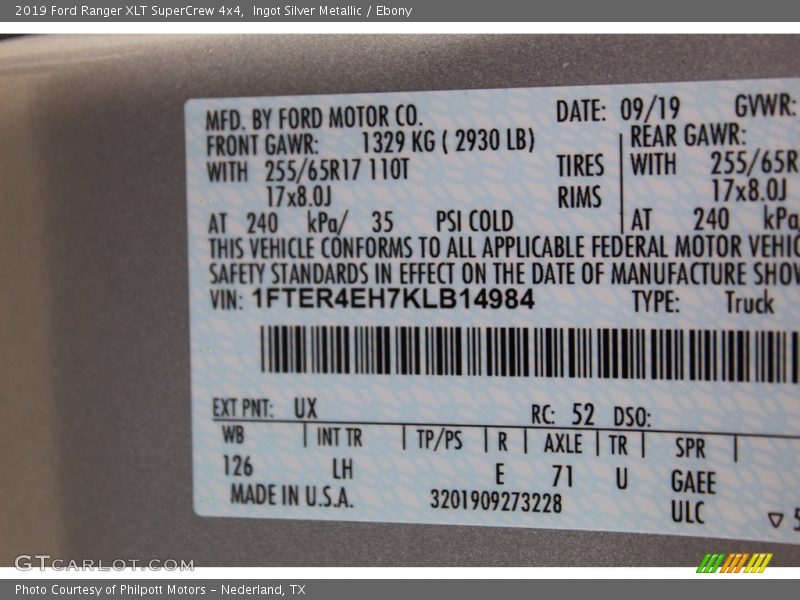 2019 Ford Ranger XLT SuperCrew 4x4,  Ingot Silver Metallic / Ebony
MFD. BY FORD MOTOR CO. DATE: 09/19 GVWR:
FRONT GAWR: 1329 KG ( 2930 LB) REAR GAWR:
WITH 255/65R17 110T TIRES WITH 255/65R
17x8.0J RIMS 17x8.0J
AT 240 kPa/ 35 PSI COLD AT 240 kPa
THIS VEHICLE CONFORMS TO ALL APPLICABLE FEDERAL MOTOR VEHIC
SAFETY STANDARDS IN EFFECT ON THE DATE OF MANUFACTURE SHOW
VIN: 1FTER4EH7KLB14984 TYPE: Truck
EXT PNT: UX RC: 52 DSO:
WB INT TR TP/PS R AXLE TR SPR
126 LH E 71 U GAEE
MADE IN U.S.A. 3201909273228 ULC ▽ 5
GTCARLOT.COM
Photo Courtesy of Philpott Motors – Nederland, TX